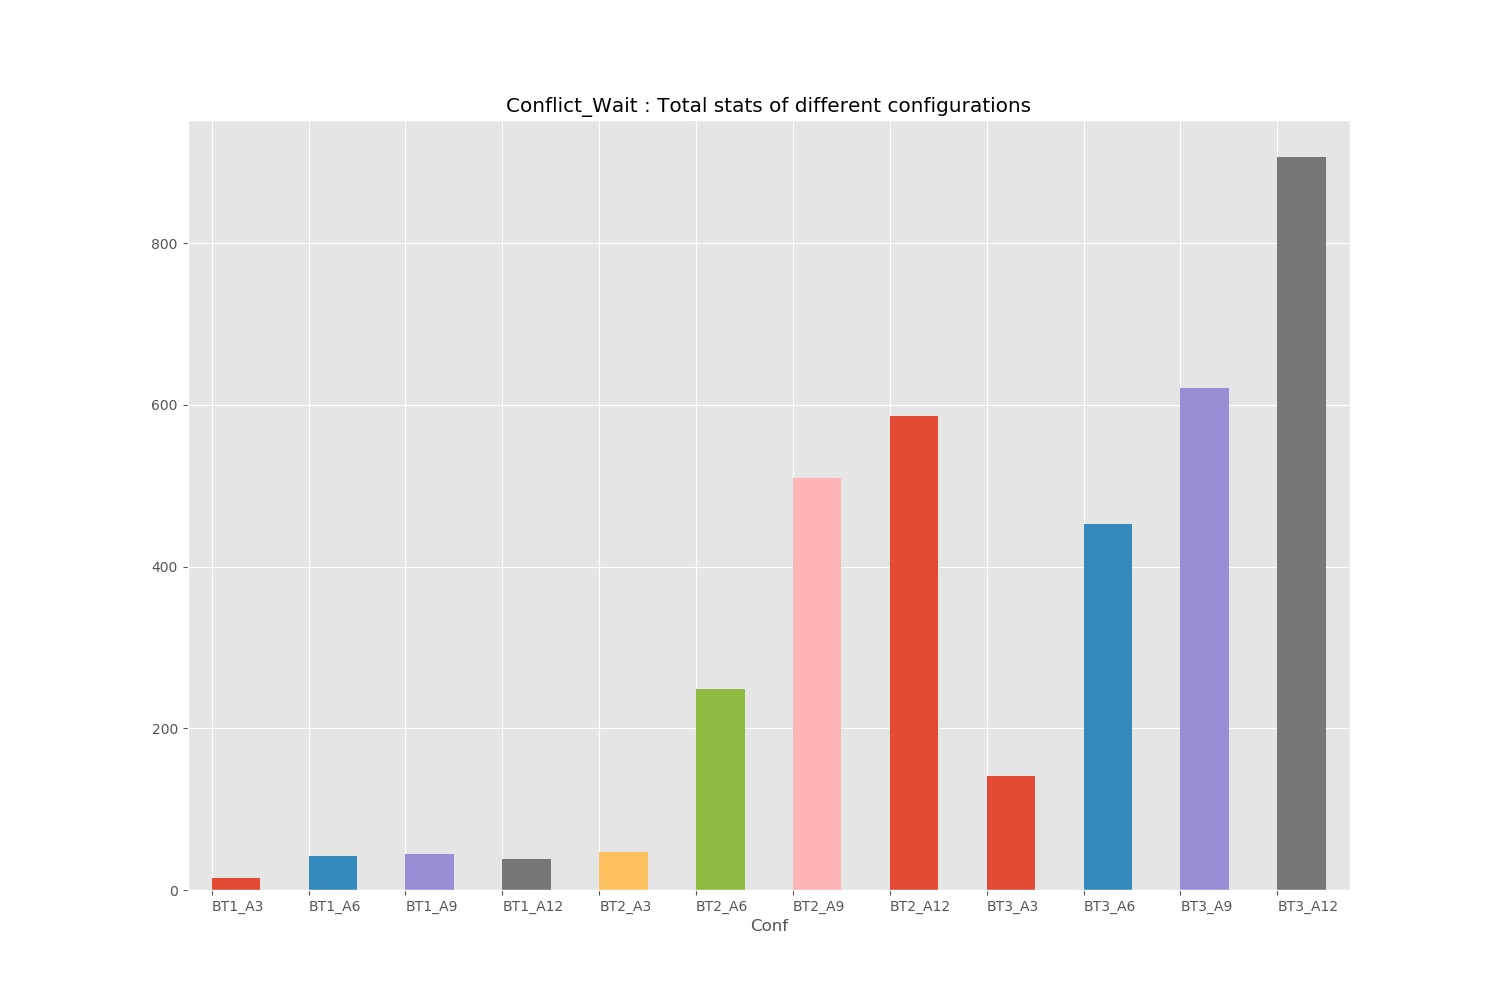 Conflict_Wait : Total stats of different configurations
800
600
400
200
0
BT1_A3 BT1_A6 BT1_A9 BT1_A12 BT2_A3 BT2_A6 BT2_A9 BT2_A12 BT3_A3 BT3_A6 BT3_A9 BT3_A12
Conf